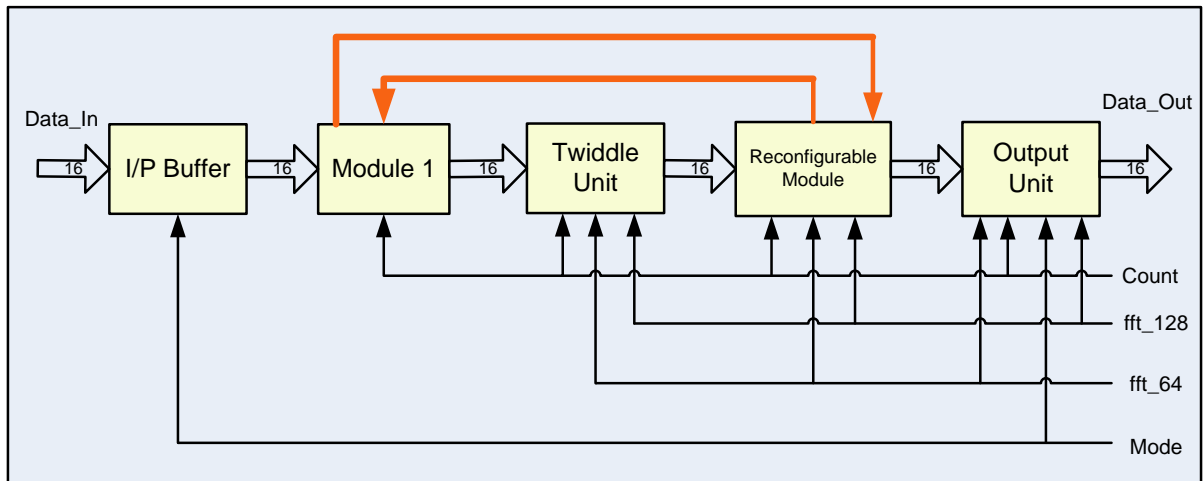 Data_In
Data_Out
16
I/P Buffer
16
Module 1
16
Twiddle
Unit
16
Reconfigurable
Module
16
Output
Unit
16
Count
fft_128
fft_64
Mode